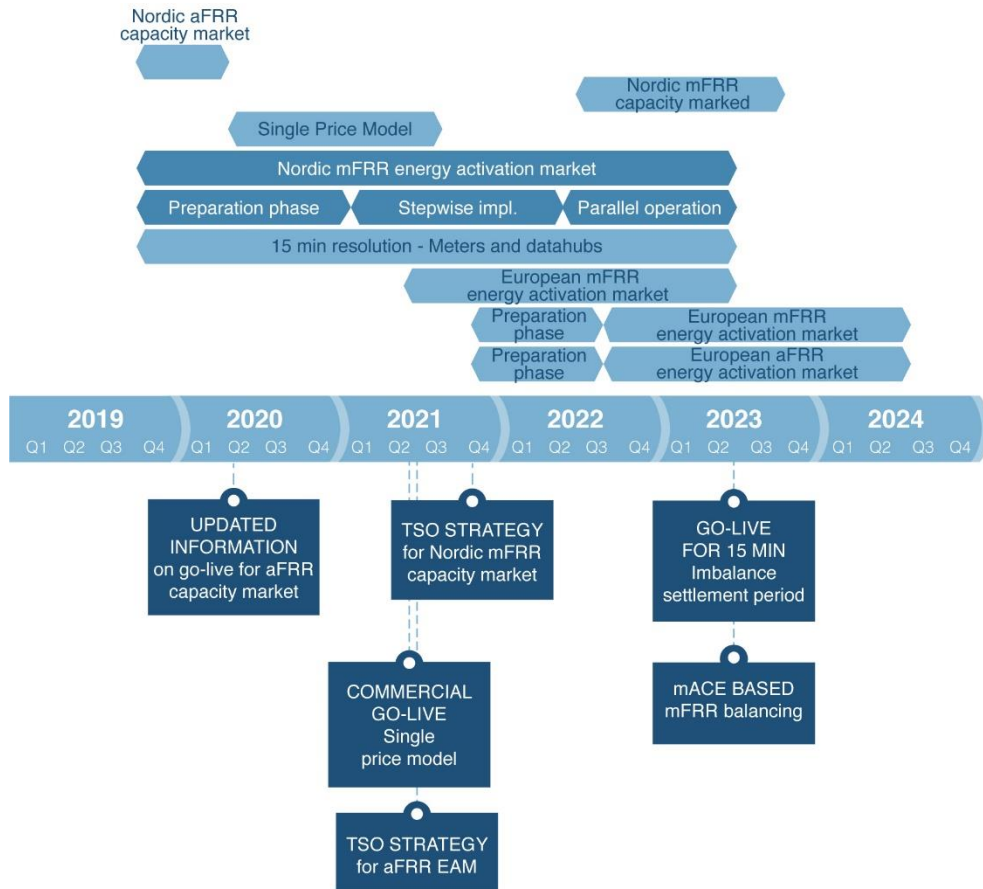 Nordic aFRR
capacity market
Nordic mFRR
capacity marked
Single Price Model
Nordic mFRR energy activation market
Preparation phase
Stepwise impl.
Parallel operation
15 min resolution - Meters and datahubs
European mFRR
energy activation market
Preparation
phase
European mFRR
energy activation market
Preparation
phase
European aFRR
energy activation market
2019
2020
2021
2022
2023
2024
Q1 Q2 Q3 Q4
Q1 Q2 Q3 Q4
Q1 Q2 Q3 Q4
Q1 Q2 Q3 Q4
Q1 Q2 Q3 Q4
Q1 Q2 Q3 Q4
UPDATED
INFORMATION
on go-live for aFRR
capacity market
TSO STRATEGY
for Nordic mFRR
capacity market
GO-LIVE
FOR 15 MIN
Imbalance
settlement period
COMMERCIAL
GO-LIVE
Single
price model
mACE BASED
mFRR balancing
TSO STRATEGY
for aFRR EAM